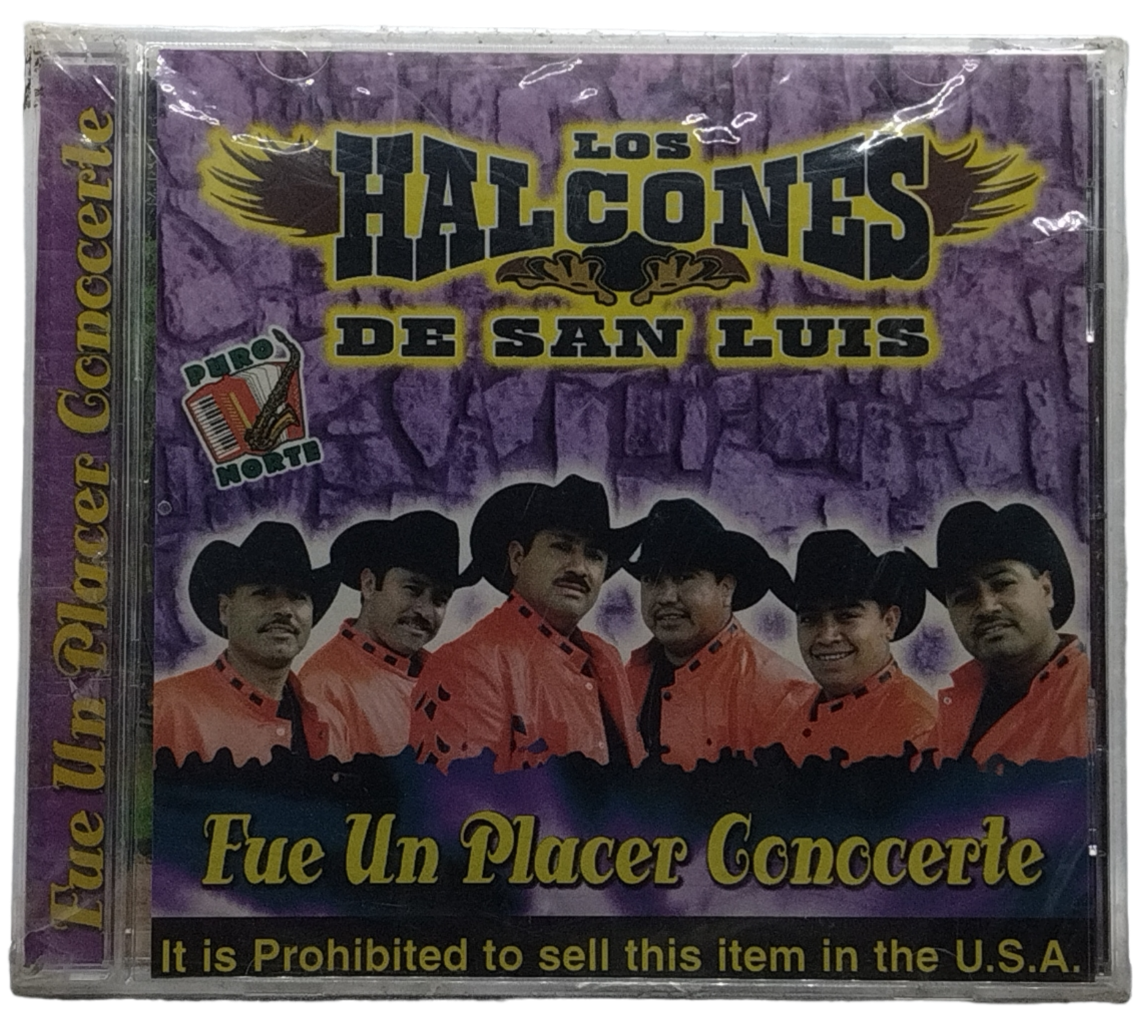 Fue Un Placer Conocerte
LOS
HALCONES
DE SAN LUIS
PURO
NORTE
Fue Un Placer Conocerte
It is Prohibited to sell this item in the U.S.A.